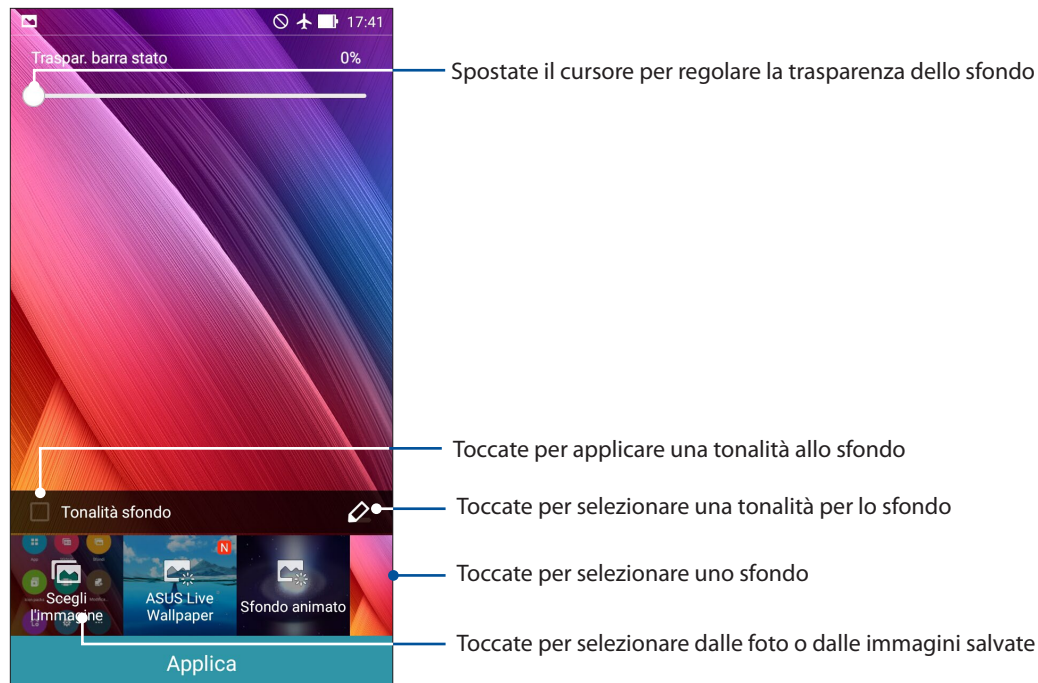 17:41
Traspar. barra stato 0%
Spostate il cursore per regolare la trasparenza dello sfondo
Toccate per applicare una tonalità allo sfondo
Tonalità sfondo
Toccate per selezionare una tonalità per lo sfondo
N
Scegli
l'immagine
ASUS Live
Wallpaper
Sfondo animato
Toccate per selezionare uno sfondo
Toccate per selezionare dalle foto o dalle immagini salvate
Applica